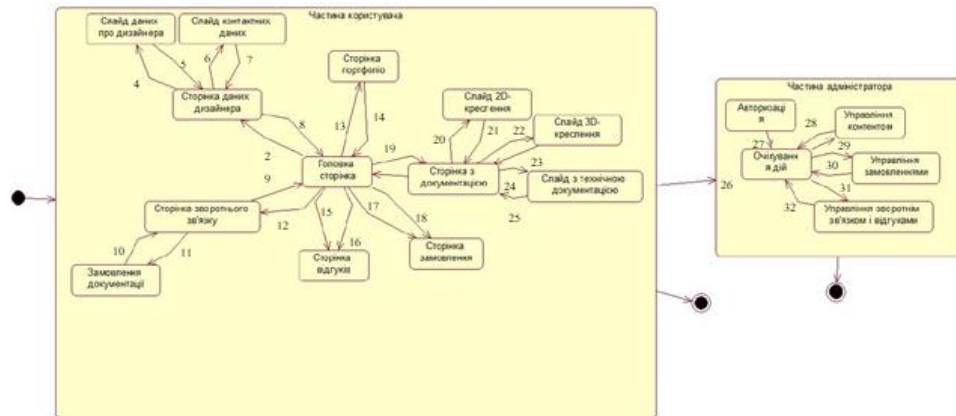 Частина користувача
Слайд даних
про дизайнера
Слайд контактних
даних
4
5
6
7
Сторінка даних
дизайнера
8
2
Сторінка
портфоліо
13
14
Слайд 2D-
креслення
20
21
22
Слайд 3D-
креслення
19
Головна
сторінка
Сторінка з
документацією
23
24
Слайд з технічною
документацією
25
9
Сторінка зворотнього
зв'язку
12
10
11
Замовлення
документації
15
16
Сторінка
відгуків
17
18
Сторінка
замовлення
26
Частина адміністратора
Авторизаці
я
27
28
Управління
контентом
Очікуванн
я дій
29
30
Управління
замовленнями
31
32
Управління зворотнім
зв'язком і відгуками